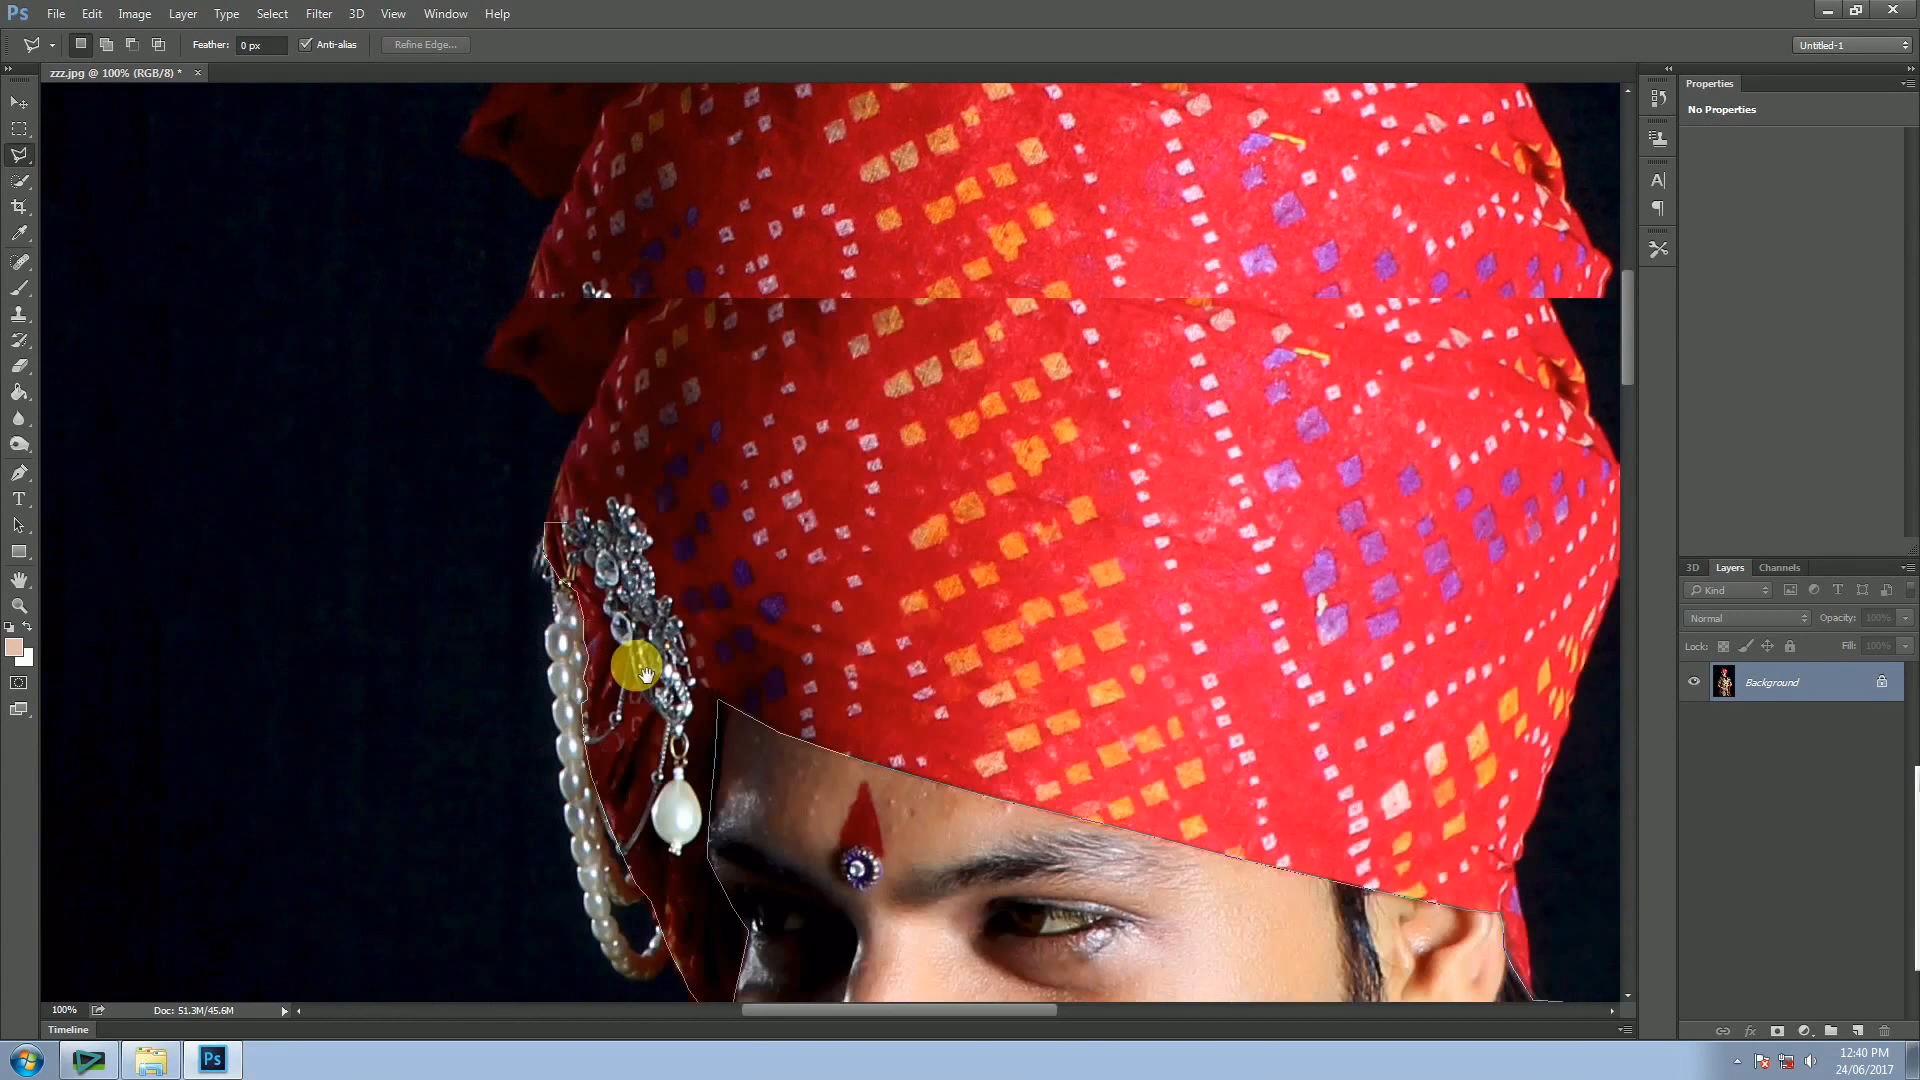 Ps File Edit Image Layer Type Select Filter 3D View Window Help
Feather: 0 px Anti-alias Refine Edge... Untitled-1
zzz.jpg @ 100% (RGB/8) * ×
Properties
No Properties
3D Layers Channels
Kind
Normal Opacity: 100%
Lock: Fill: 100%
Background
100% Doc: 51.3M/45.6M
Timeline
Ps
12:40 PM
24/06/2017